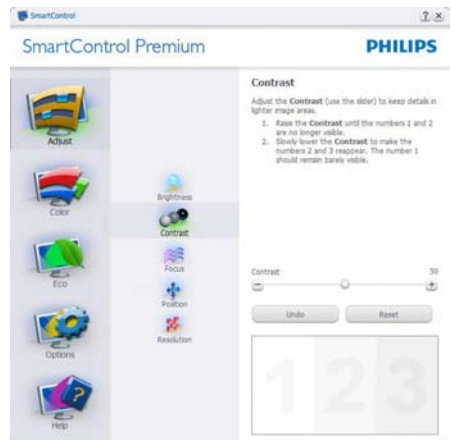 SmartControl
SmartControl Premium
PHILIPS
Adjust
Color
Eco
Options
Help
Brightness
Contrast
Focus
Position
Resolution
Contrast
Adjust the Contrast (use the slider) to keep details in
lighter image areas.
1. Raise the Contrast until the numbers 1 and 2
are no longer visible.
2. Slowly lower the Contrast to make the
numbers 2 and 3 reappear. The number 1
should remain barely visible.
Contrast 50
Undo Reset
1 2 3